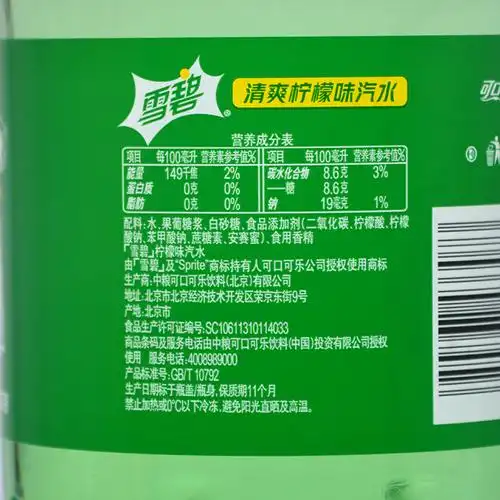 雪碧® 清爽柠檬味汽水
营养成分表
项目 每100毫升 营养素参考值% 项目 每100毫升 营养素参考值%
能量 149千焦 2% 碳水化合物 8.6克 3%
蛋白质 0克 0% —糖 8.6克
脂肪 0克 0% 钠 19毫克 1%
配料：水、果葡糖浆、白砂糖、食品添加剂(二氧化碳、柠檬酸、柠檬
酸钠、苯甲酸钠、蔗糖素、安赛蜜)、食用香精
「雪碧」柠檬味汽水
由「雪碧」及"Sprite"商标持有人可口可乐公司授权使用商标
生产商：中粮可口可乐饮料(北京)有限公司
地址：北京市北京经济技术开发区荣京东街9号
产地：北京市
食品生产许可证编号：SC10611310114033
商品条码及服务电话由中粮可口可乐饮料(中国)投资有限公司授权
使用 服务电话：4008989000
产品标准号：GB/T 10792
生产日期标于瓶盖/瓶身，保质期11个月
禁止加热或0°C以下冷冻，避免阳光直晒及高温。
可口